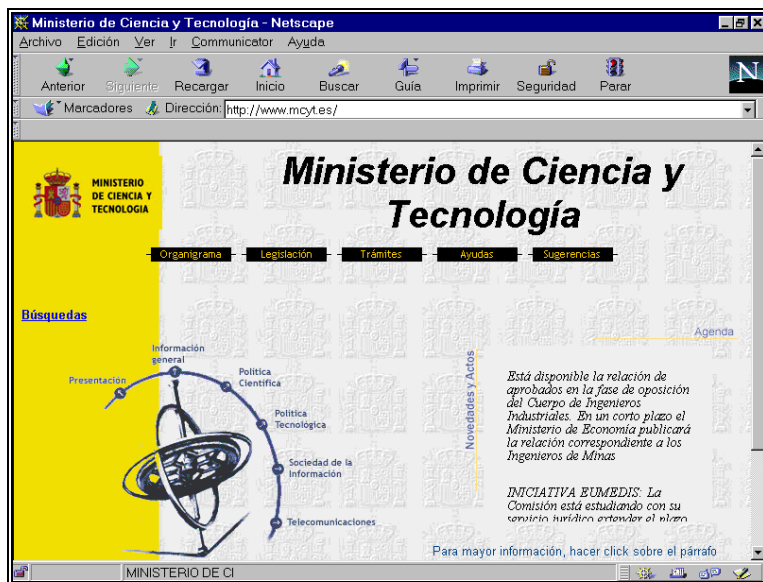 Ministerio de Ciencia y Tecnología - Netscape
Archivo Edición Ver Ir Communicator Ayuda
Anterior Siguiente Recargar Inicio Buscar Guía Imprimir Seguridad Parar
N
Marcadores Dirección: http://www.mcyt.es/
MINISTERIO
DE CIENCIA Y
TECNOLOGIA
Ministerio de Ciencia y
Tecnología
Organigrama Legislación Trámites Ayudas Sugerencias
Búsquedas
Agenda
Información
general
Presentación
Política
Científica
Política
Tecnológica
Sociedad de la
Información
Telecomunicaciones
Novedades y Actos
Está disponible la relación de
aprobados en la fase de oposición
del Cuerpo de Ingenieros
Industriales. En un corto plazo el
Ministerio de Economía publicará
la relación correspondiente a los
Ingenieros de Minas
INICIATIVA EUMEDIS: La
Comisión está estudiando con su
servicio jurídico extender el plazo
Para mayor información, hacer click sobre el párrafo
MINISTERIO DE CI